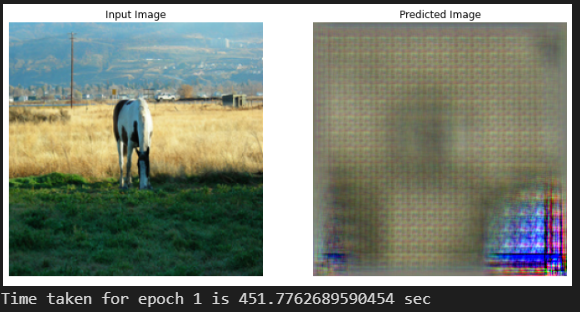 Input Image
Predicted Image
Time taken for epoch 1 is 451.7762689590454 sec